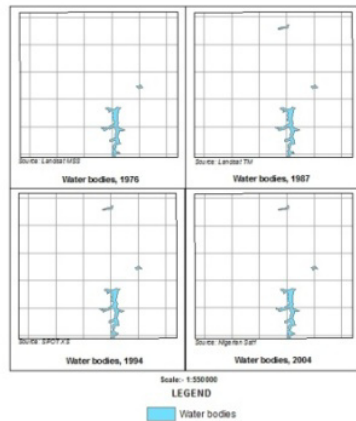 Source: Landsat MSS
Water bodies, 1976
Source: Landsat TM
Water bodies, 1987
Source: SPOT XS
Water bodies, 1994
Source: Nigerian Sat1
Water bodies, 2004
Scale:- 1:550000
LEGEND
Water bodies